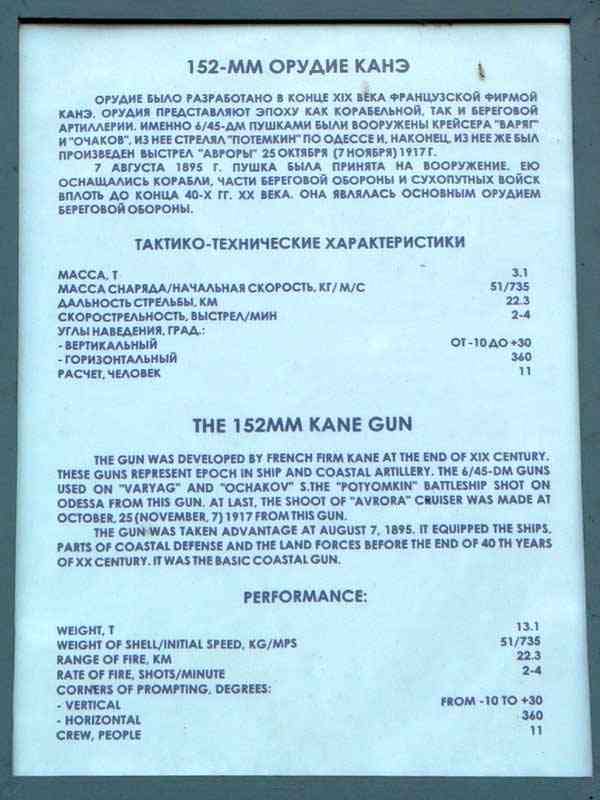 152-ММ ОРУДИЕ КАНЭ
ОРУДИЕ БЫЛО РАЗРАБОТАНО В КОНЦЕ XIX ВЕКА ФРАНЦУЗСКОЙ ФИРМОЙ
КАНЭ. ОРУДИЯ ПРЕДСТАВЛЯЮТ ЭПОХУ КАК КОРАБЕЛЬНОЙ, ТАК И БЕРЕГОВОЙ
АРТИЛЛЕРИИ. ИМЕННО 6/45-ДМ ПУШКАМИ БЫЛИ ВООРУЖЕНЫ КРЕЙСЕРА "ВАРЯГ"
И "ОЧАКОВ", ИЗ НЕЕ СТРЕЛЯЛ "ПОТЕМКИН" ПО ОДЕССЕ И, НАКОНЕЦ, ИЗ НЕЕ ЖЕ БЫЛ
ПРОИЗВЕДЕН ВЫСТРЕЛ "АВРОРЫ" 25 ОКТЯБРЯ (7 НОЯБРЯ) 1917 Г.
7 АВГУСТА 1895 Г. ПУШКА БЫЛА ПРИНЯТА НА ВООРУЖЕНИЕ. ЕЮ
ОСНАЩАЛИСЬ КОРАБЛИ, ЧАСТИ БЕРЕГОВОЙ ОБОРОНЫ И СУХОПУТНЫХ ВОЙСК
ВПЛОТЬ ДО КОНЦА 40-Х ГГ. XX ВЕКА. ОНА ЯВЛЯЛАСЬ ОСНОВНЫМ ОРУДИЕМ
БЕРЕГОВОЙ ОБОРОНЫ.
ТАКТИКО-ТЕХНИЧЕСКИЕ ХАРАКТЕРИСТИКИ
МАССА, Т 3.1
МАССА СНАРЯДА/НАЧАЛЬНАЯ СКОРОСТЬ, КГ/ М/С 51/735
ДАЛЬНОСТЬ СТРЕЛЬБЫ, КМ 22.3
СКОРОСТРЕЛЬНОСТЬ, ВЫСТРЕЛ/МИН 2-4
УГЛЫ НАВЕДЕНИЯ, ГРАД.:
- ВЕРТИКАЛЬНЫЙ ОТ -10 ДО +30
- ГОРИЗОНТАЛЬНЫЙ 360
РАСЧЕТ, ЧЕЛОВЕК 11
THE 152MM KANE GUN
THE GUN WAS DEVELOPED BY FRENCH FIRM KANE AT THE END OF XIX CENTURY.
THESE GUNS REPRESENT EPOCH IN SHIP AND COASTAL ARTILLERY. THE 6/45-DM GUNS
USED ON "VARYAG" AND "OCHAKOV" S.THE "POTYOMKIN" BATTLESHIP SHOT ON
ODESSA FROM THIS GUN. AT LAST, THE SHOOT OF "AVRORA" CRUISER WAS MADE AT
OCTOBER, 25 (NOVEMBER, 7) 1917 FROM THIS GUN.
THE GUN WAS TAKEN ADVANTAGE AT AUGUST 7, 1895. IT EQUIPPED THE SHIPS,
PARTS OF COASTAL DEFENSE AND THE LAND FORCES BEFORE THE END OF 40 TH YEARS
OF XX CENTURY. IT WAS THE BASIC COASTAL GUN.
PERFORMANCE:
WEIGHT, T 13.1
WEIGHT OF SHELL/INITIAL SPEED, KG/MPS 51/735
RANGE OF FIRE, KM 22.3
RATE OF FIRE, SHOTS/MINUTE 2-4
CORNERS OF PROMPTING, DEGREES:
- VERTICAL FROM -10 TO +30
- HORIZONTAL 360
CREW, PEOPLE 11